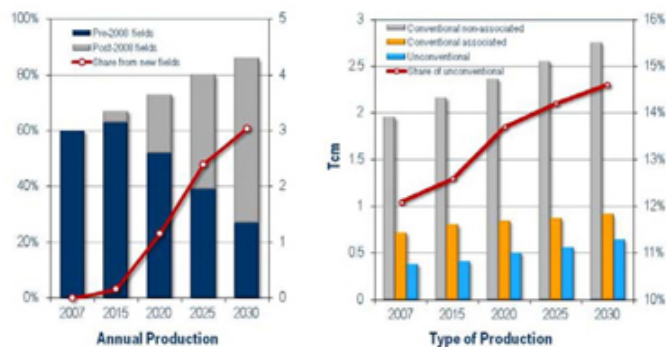 100%
80%
60%
40%
20%
0%
5
4
3
2
1
0
Pre-2008 fields
Post-2008 fields
Share from new fields
2007 2015 2020 2025 2030
Annual Production
3
2.5
2
1.5
1
0.5
0
Tcm
16%
15%
14%
12%
11%
10%
Conventional non-associated
Conventional associated
Unconventional
Share of unconventional
2007 2015 2020 2025 2030
Type of Production